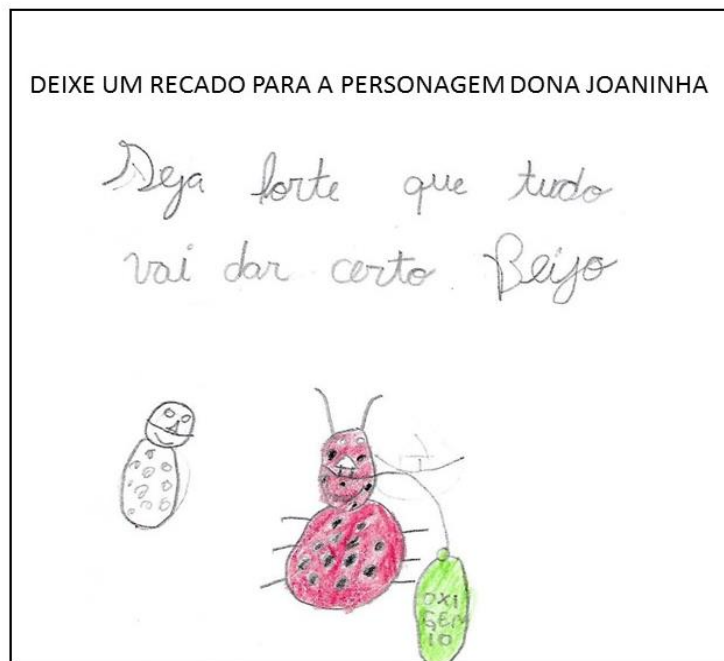 DEIXE UM RECADO PARA A PERSONAGEM DONA JOANINHA
Seja forte que tudo
vai dar certo Beijo
OXI
GEN
IO